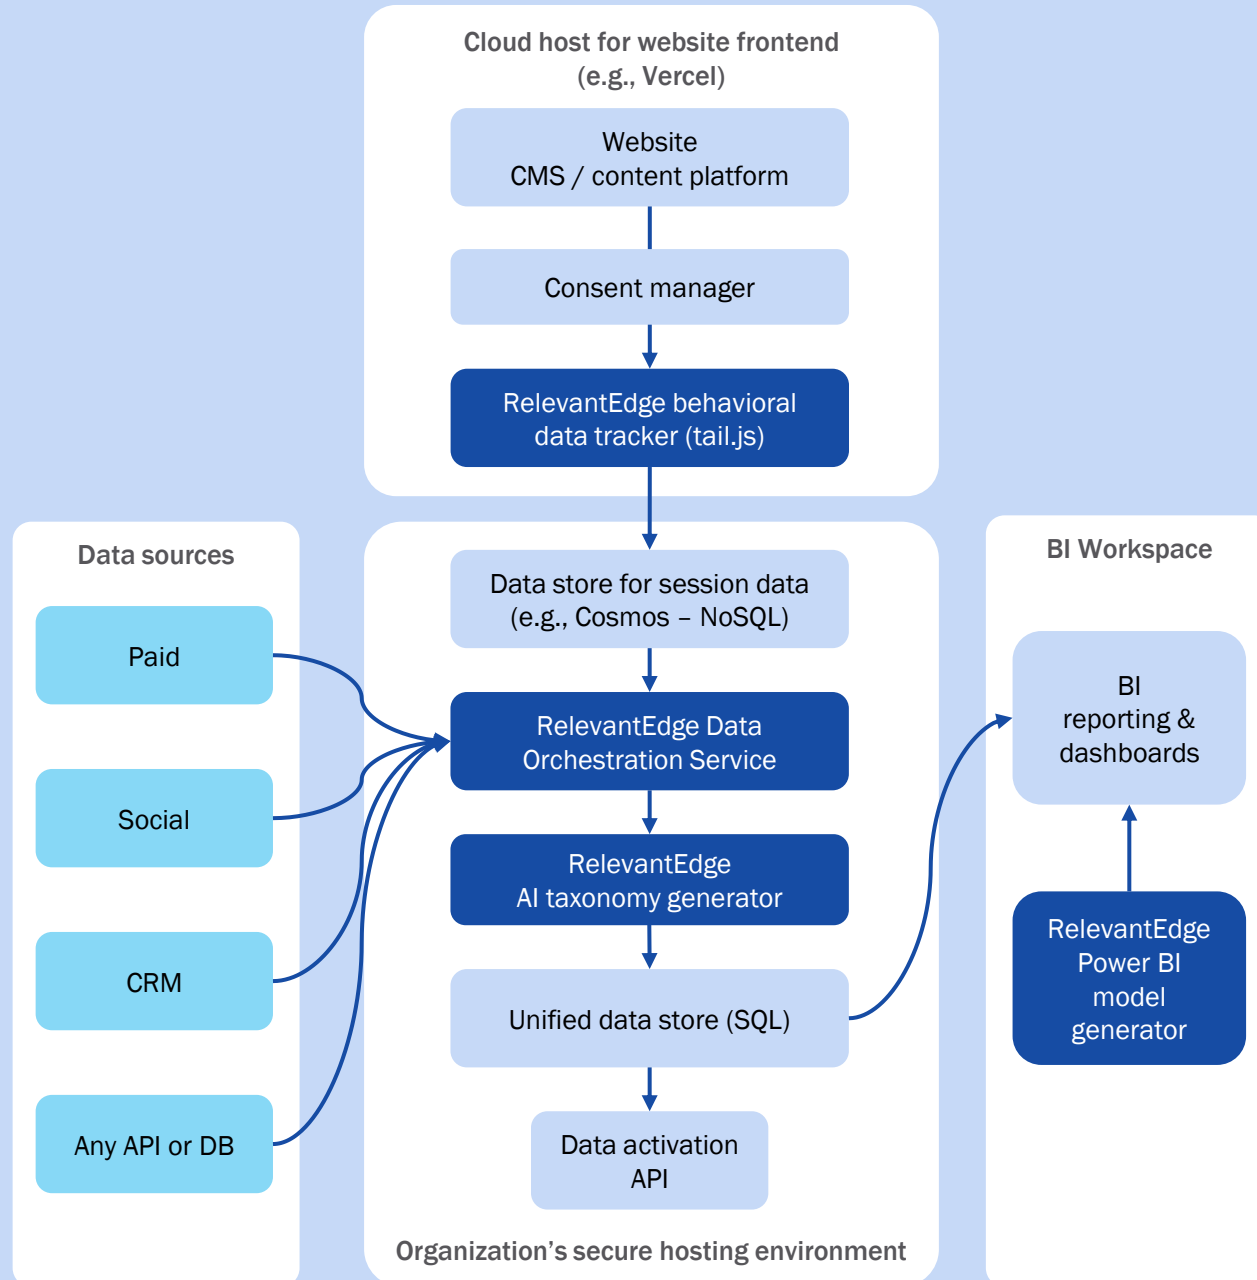 Cloud host for website frontend
(e.g., Vercel)
Website
CMS / content platform
Consent manager
RelevantEdge behavioral
data tracker (tail.js)
Data sources
Paid
Social
CRM
Any API or DB
Data store for session data
(e.g., Cosmos – NoSQL)
RelevantEdge Data
Orchestration Service
RelevantEdge
AI taxonomy generator
Unified data store (SQL)
Data activation
API
Organization’s secure hosting environment
BI Workspace
BI
reporting &
dashboards
RelevantEdge
Power BI
model
generator